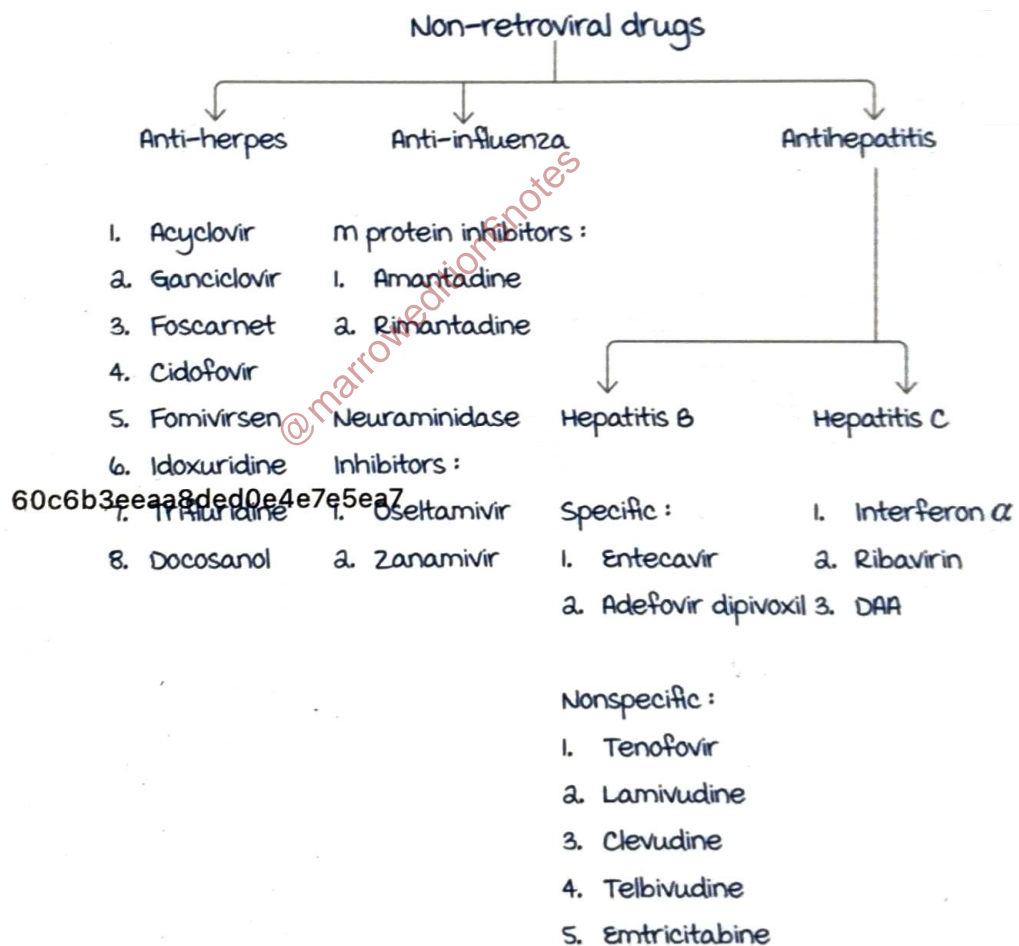 Non-retroviral drugs
Anti-herpes
Anti-influenza
Antihepatitis
1. Acyclovir
2. Ganciclovir
3. Foscarnet
4. Cidofovir
5. Fomivirsen
6. Idoxuridine
7. Trifluridine
8. Docosanol
m protein inhibitors :
1. Amantadine
2. Rimantadine
Neuraminidase
Inhibitors :
1. Oseltamivir
2. Zanamivir
Hepatitis B
Specific :
1. Entecavir
2. Adefovir dipivoxil
Nonspecific :
1. Tenofovir
2. Lamivudine
3. Clevudine
4. Telbivudine
5. Emtricitabine
Hepatitis C
1. Interferon α
2. Ribavirin
3. DAA
@marrowedition6notes
60c6b3eeaa8ded0e4e7e5ea7